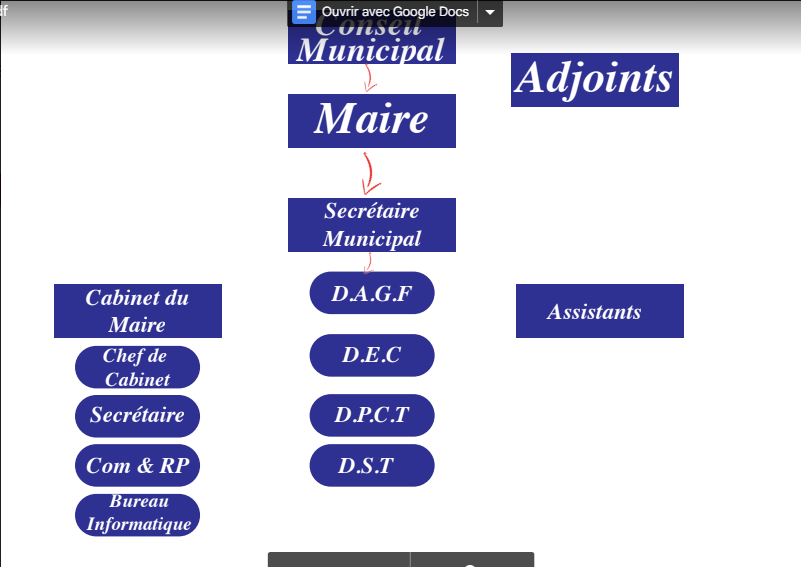 df
Ouvrir avec Google Docs
Conseil
Municipal
Adjoints
Maire
Secrétaire
Municipal
D.A.G.F
Cabinet du
Maire
Assistants
Chef de
Cabinet
D.E.C
Secrétaire
D.P.C.T
Com & RP
D.S.T
Bureau
Informatique